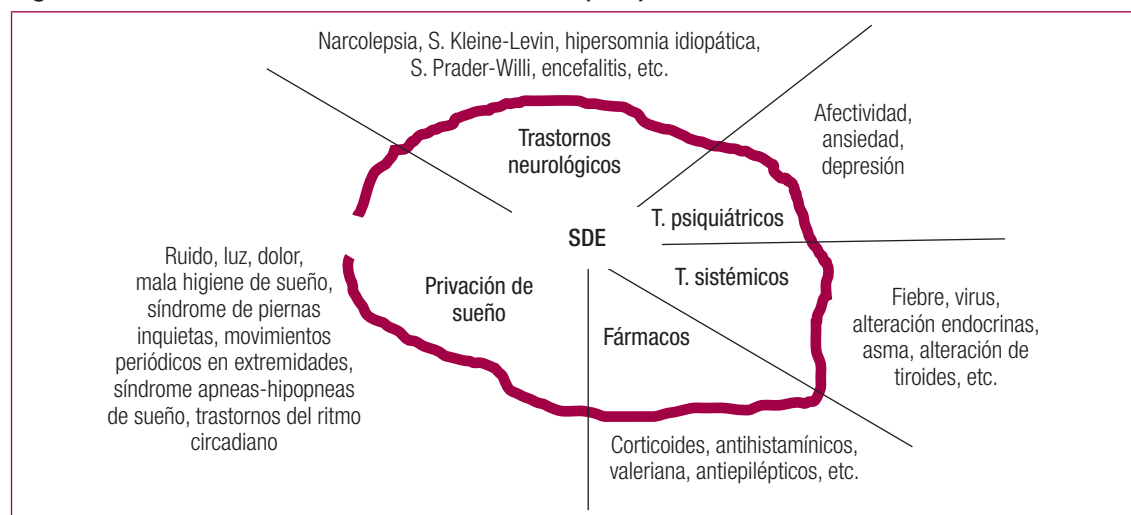 Narcolepsia, S. Kleine-Levin, hipersomnia idiopática,
S. Prader-Willi, encefalitis, etc.
Afectividad,
ansiedad,
depresión
Trastornos
neurológicos
T. psiquiátricos
SDE
T. sistémicos
Privación de
sueño
Fármacos
Ruido, luz, dolor,
mala higiene de sueño,
síndrome de piernas
inquietas, movimientos
periódicos en extremidades,
síndrome apneas-hipopneas
de sueño, trastornos del ritmo
circadiano
Fiebre, virus,
alteración endocrinas,
asma, alteración de
tiroides, etc.
Corticoides, antihistamínicos,
valeriana, antiepilépticos, etc.